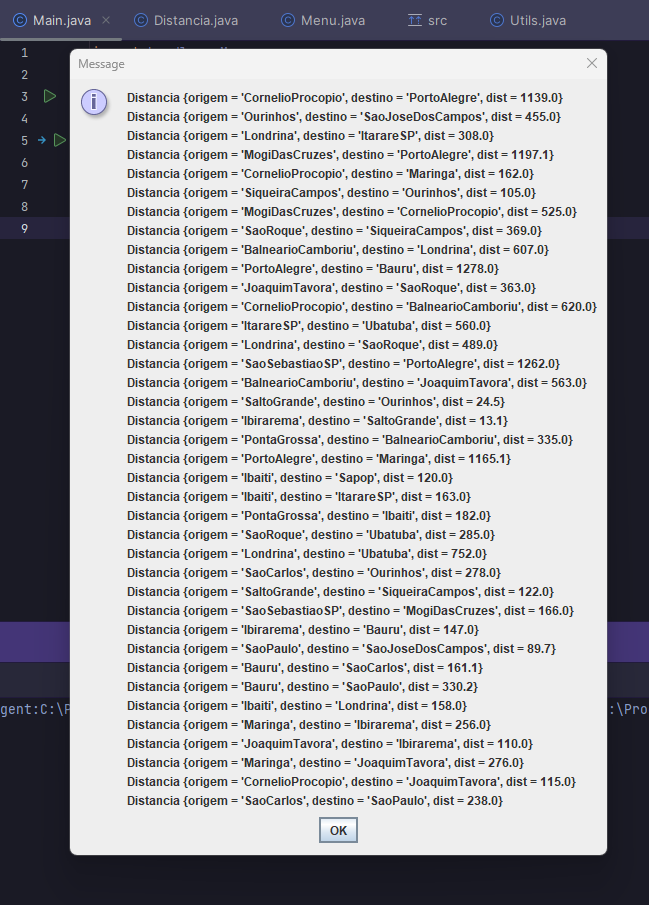 Main.java
Distancia.java
Menu.java
src
Utils.java
1
2
3
4
5
6
7
8
9
Message
Distancia {origem = 'CornelioProcopio', destino = 'PortoAlegre', dist = 1139.0}
Distancia {origem = 'Ourinhos', destino = 'SaoJoseDosCampos', dist = 455.0}
Distancia {origem = 'Londrina', destino = 'ItarareSP', dist = 308.0}
Distancia {origem = 'MogiDasCruzes', destino = 'PortoAlegre', dist = 1197.1}
Distancia {origem = 'CornelioProcopio', destino = 'Maringa', dist = 162.0}
Distancia {origem = 'SiqueiraCampos', destino = 'Ourinhos', dist = 105.0}
Distancia {origem = 'MogiDasCruzes', destino = 'CornelioProcopio', dist = 525.0}
Distancia {origem = 'SaoRoque', destino = 'SiqueiraCampos', dist = 369.0}
Distancia {origem = 'BalnearioCamboriu', destino = 'Londrina', dist = 607.0}
Distancia {origem = 'PortoAlegre', destino = 'Bauru', dist = 1278.0}
Distancia {origem = 'JoaquimTavora', destino = 'SaoRoque', dist = 363.0}
Distancia {origem = 'CornelioProcopio', destino = 'BalnearioCamboriu', dist = 620.0}
Distancia {origem = 'ItarareSP', destino = 'Ubatuba', dist = 560.0}
Distancia {origem = 'Londrina', destino = 'SaoRoque', dist = 489.0}
Distancia {origem = 'SaoSebastiaoSP', destino = 'PortoAlegre', dist = 1262.0}
Distancia {origem = 'BalnearioCamboriu', destino = 'JoaquimTavora', dist = 563.0}
Distancia {origem = 'SaltoGrande', destino = 'Ourinhos', dist = 24.5}
Distancia {origem = 'Ibirarema', destino = 'SaltoGrande', dist = 13.1}
Distancia {origem = 'PontaGrossa', destino = 'BalnearioCamboriu', dist = 335.0}
Distancia {origem = 'PortoAlegre', destino = 'Maringa', dist = 1165.1}
Distancia {origem = 'Ibaiti', destino = 'Sapop', dist = 120.0}
Distancia {origem = 'Ibaiti', destino = 'ItarareSP', dist = 163.0}
Distancia {origem = 'PontaGrossa', destino = 'Ibaiti', dist = 182.0}
Distancia {origem = 'SaoRoque', destino = 'Ubatuba', dist = 285.0}
Distancia {origem = 'Londrina', destino = 'Ubatuba', dist = 752.0}
Distancia {origem = 'SaoCarlos', destino = 'Ourinhos', dist = 278.0}
Distancia {origem = 'SaltoGrande', destino = 'SiqueiraCampos', dist = 122.0}
Distancia {origem = 'SaoSebastiaoSP', destino = 'MogiDasCruzes', dist = 166.0}
Distancia {origem = 'Ibirarema', destino = 'Bauru', dist = 147.0}
Distancia {origem = 'SaoPaulo', destino = 'SaoJoseDosCampos', dist = 89.7}
Distancia {origem = 'Bauru', destino = 'SaoCarlos', dist = 161.1}
Distancia {origem = 'Bauru', destino = 'SaoPaulo', dist = 330.2}
Distancia {origem = 'Ibaiti', destino = 'Londrina', dist = 158.0}
Distancia {origem = 'Maringa', destino = 'Ibirarema', dist = 256.0}
Distancia {origem = 'JoaquimTavora', destino = 'Ibirarema', dist = 110.0}
Distancia {origem = 'Maringa', destino = 'JoaquimTavora', dist = 276.0}
Distancia {origem = 'CornelioProcopio', destino = 'JoaquimTavora', dist = 115.0}
Distancia {origem = 'SaoCarlos', destino = 'SaoPaulo', dist = 238.0}
gent:C:\P
:\Pro
OK